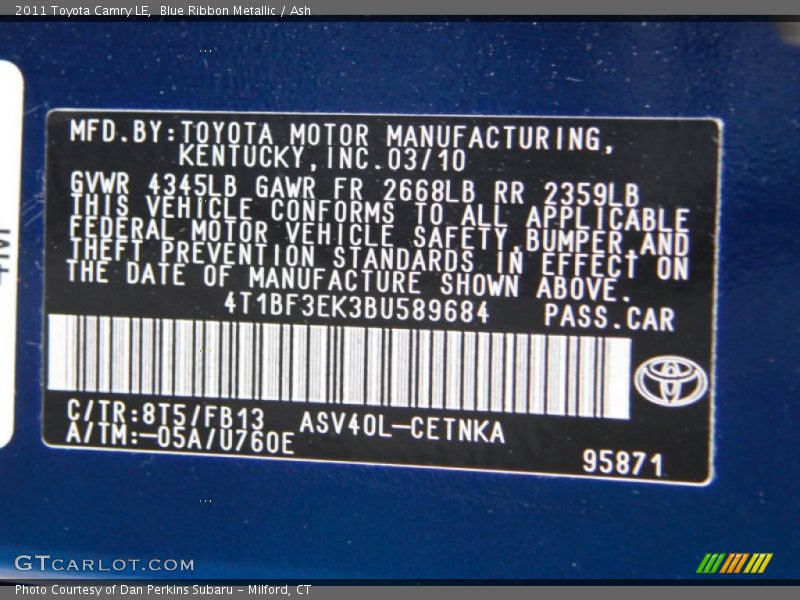 2011 Toyota Camry LE,  Blue Ribbon Metallic / Ash
MFD.BY:TOYOTA MOTOR MANUFACTURING,
KENTUCKY,INC.03/10
GVWR 4345LB GAWR FR 2668LB RR 2359LB
THIS VEHICLE CONFORMS TO ALL APPLICABLE
FEDERAL MOTOR VEHICLE SAFETY,BUMPER,AND
THEFT PREVENTION STANDARDS IN EFFECT ON
THE DATE OF MANUFACTURE SHOWN ABOVE.
4T1BF3EK3BU589684 PASS.CAR
C/TR:8T5/FB13 ASV40L-CETNKA
A/TM:-05A/U760E
95871
GTCARLOT.COM
Photo Courtesy of Dan Perkins Subaru - Milford, CT